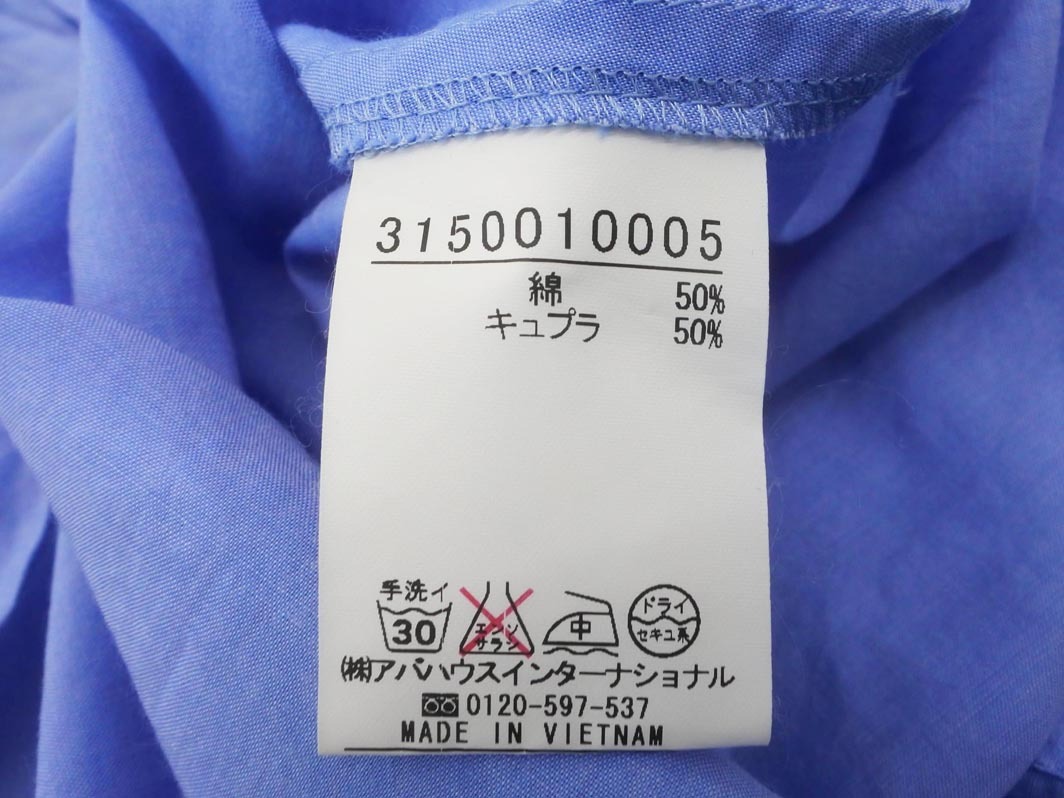 3150010005
綿 50%
キュプラ 50%
手洗イ
30
エンソ
サラシ
中
ドライ
セキユ系
(株)アバハウスインターナショナル
0120-597-537
MADE IN VIETNAM